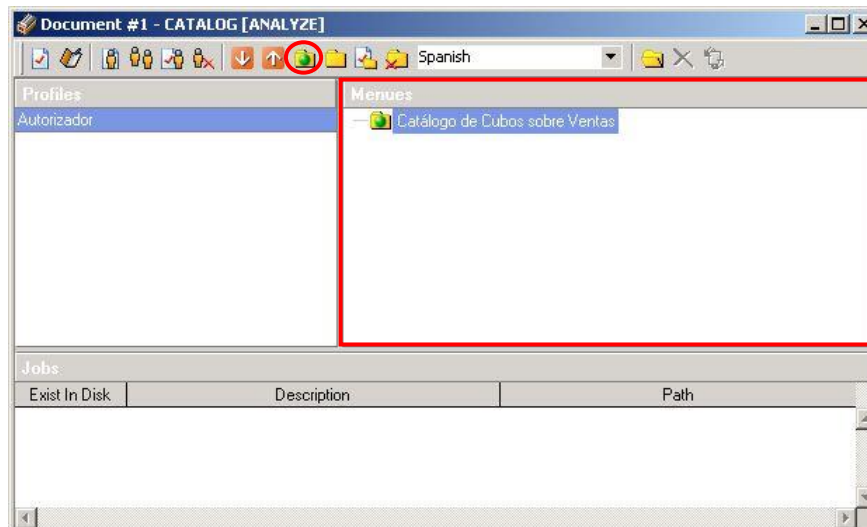 Document #1 - CATALOG [ANALYZE]
Spanish
Profiles
Menues
Autorizador
Catálogo de Cubos sobre Ventas
Jobs
Exist In Disk Description Path